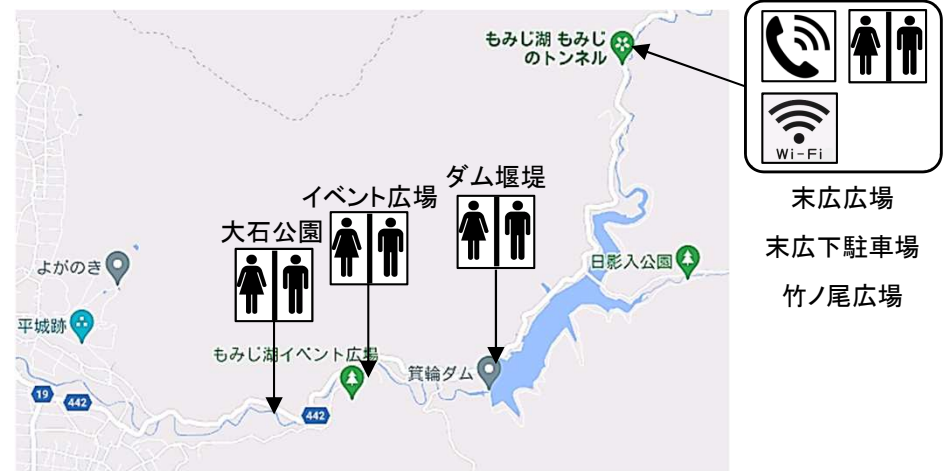 もみじ湖 もみじ
のトンネル
Wi-Fi
末広広場
末広下駐車場
竹ノ尾広場
ダム堰堤
イベント広場
大石公園
日影入公園
よがのき
平城跡
もみじ湖イベント広場
箕輪ダム
19
442
442